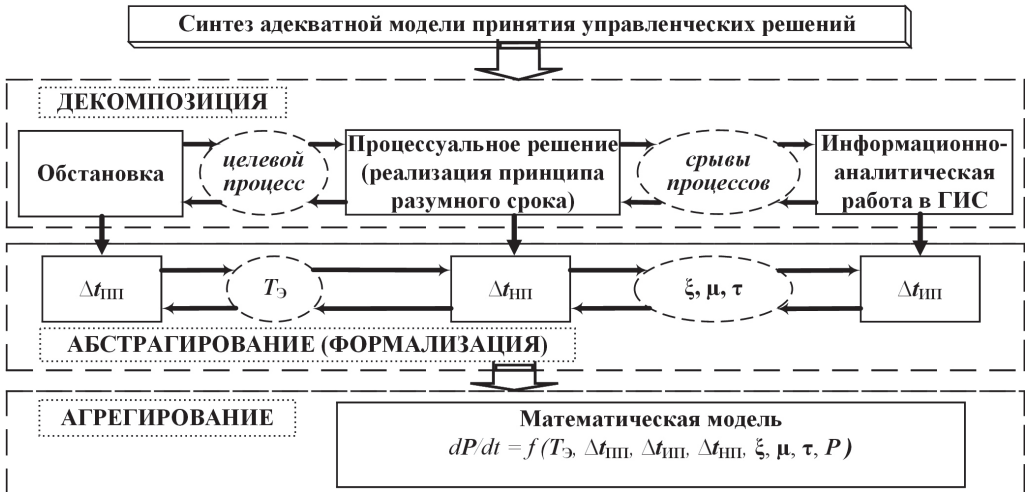 Синтез адекватной модели принятия управленческих решений
ДЕКОМПОЗИЦИЯ
Обстановка
целевой
процесс
Процессуальное решение
(реализация принципа
разумного срока)
срывы
процессов
Информационно-
аналитическая
работа в ГИС
ΔtПП
TЭ
ΔtНП
ξ, μ, τ
ΔtИП
АБСТРАГИРОВАНИЕ (ФОРМАЛИЗАЦИЯ)
АГРЕГИРОВАНИЕ
Математическая модель
dP/dt = f (TЭ, ΔtПП, ΔtИП, ΔtНП, ξ, μ, τ, P )